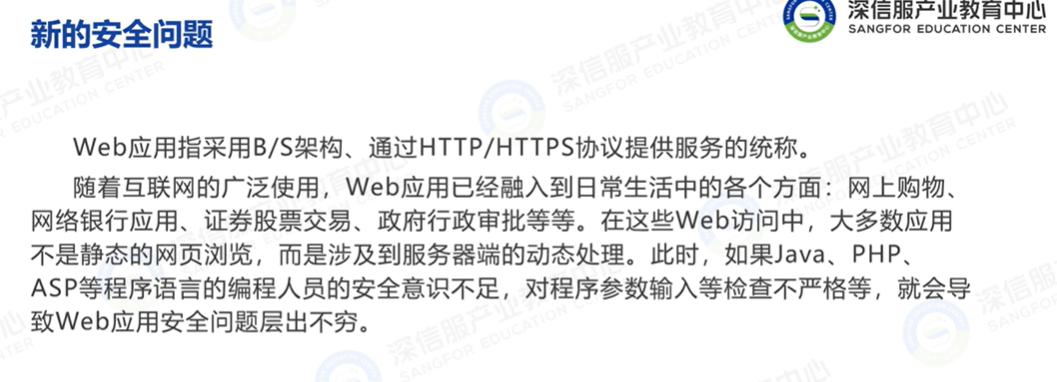 新的安全问题
深信服产业教育中心
SANGFOR EDUCATION CENTER
Web应用指采用B/S架构、通过HTTP/HTTPS协议提供服务的统称。
随着互联网的广泛使用，Web应用已经融入到日常生活中的各个方面：网上购物、
网络银行应用、证券股票交易、政府行政审批等等。在这些Web访问中，大多数应用
不是静态的网页浏览，而是涉及到服务器端的动态处理。此时，如果Java、PHP、
ASP等程序语言的编程人员的安全意识不足，对程序参数输入等检查不严格等，就会导
致Web应用安全问题层出不穷。